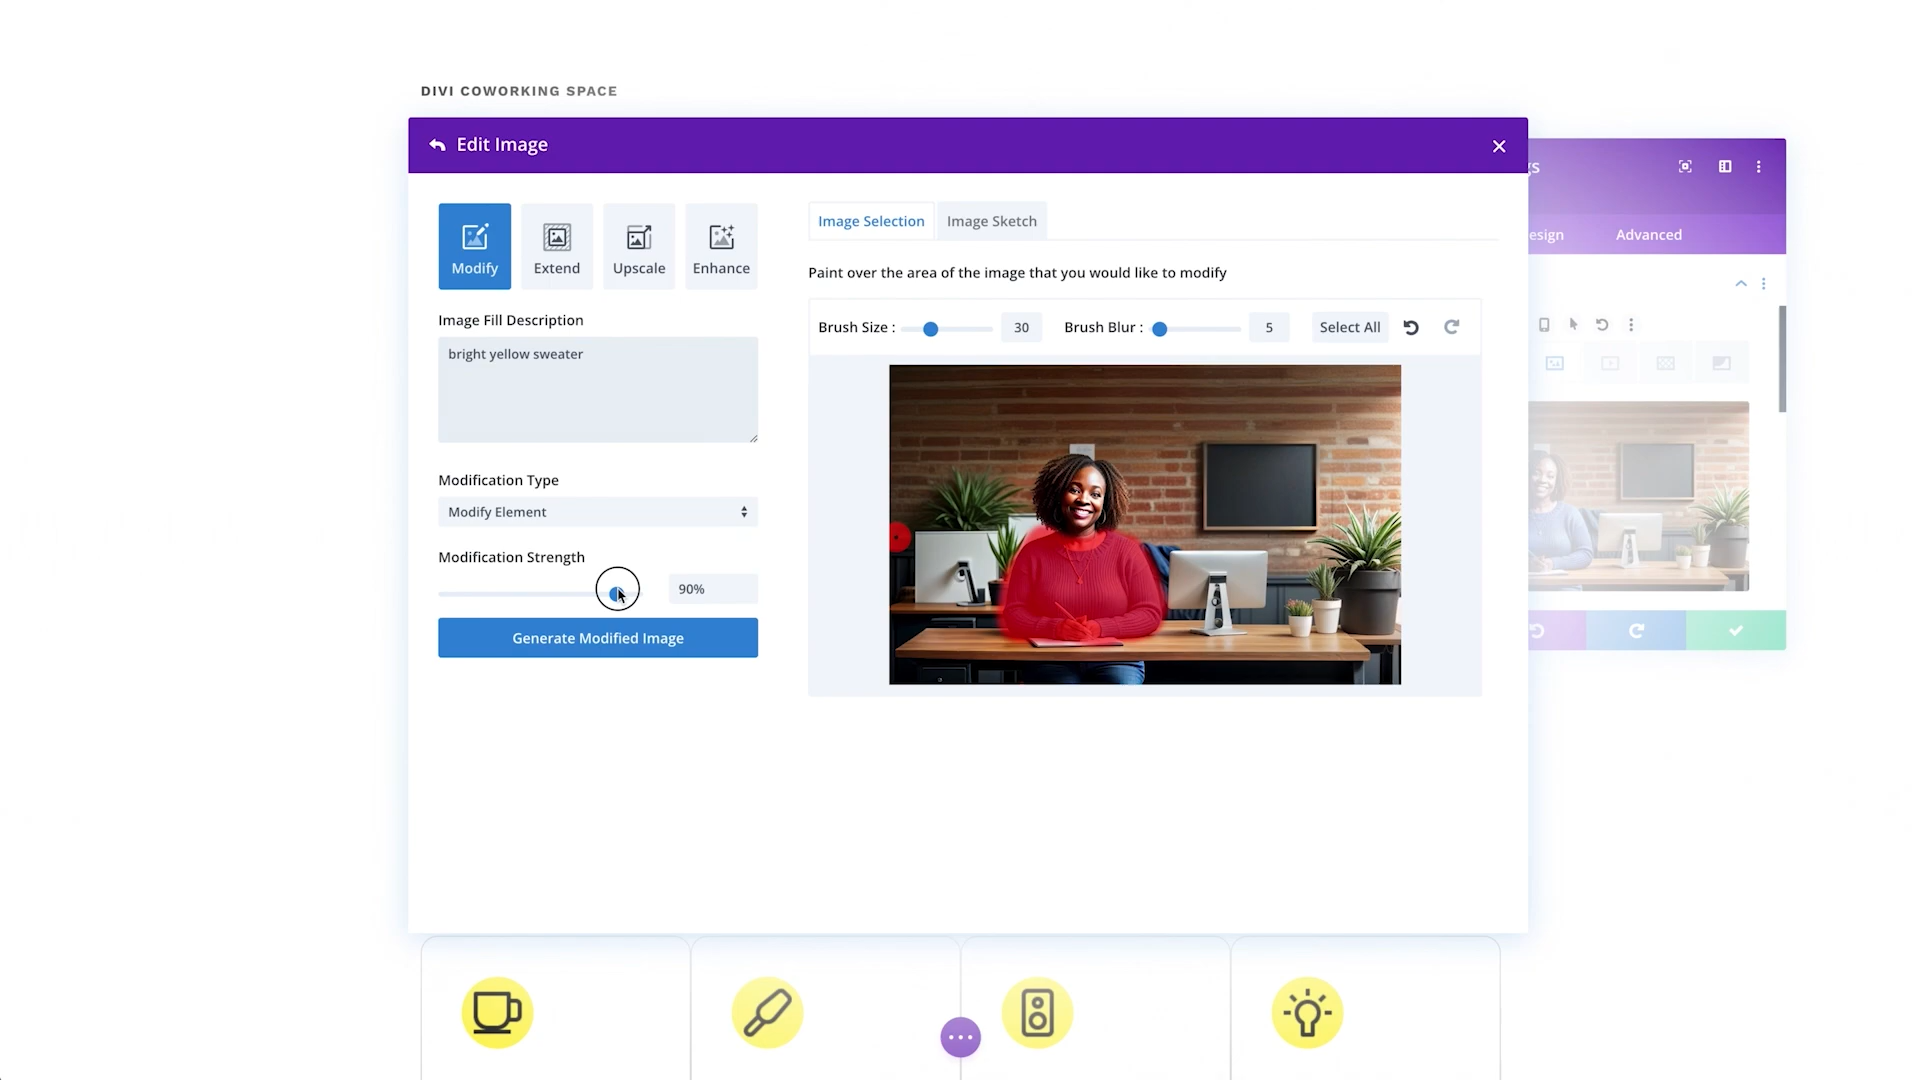 DIVI COWORKING SPACE
Edit Image
gs
Modify
Extend
Upscale
Enhance
Image Selection
Image Sketch
esign
Advanced
Paint over the area of the image that you would like to modify
Image Fill Description
bright yellow sweater
Brush Size :
30
Brush Blur :
5
Select All
Modification Type
Modify Element
Modification Strength
90%
Generate Modified Image